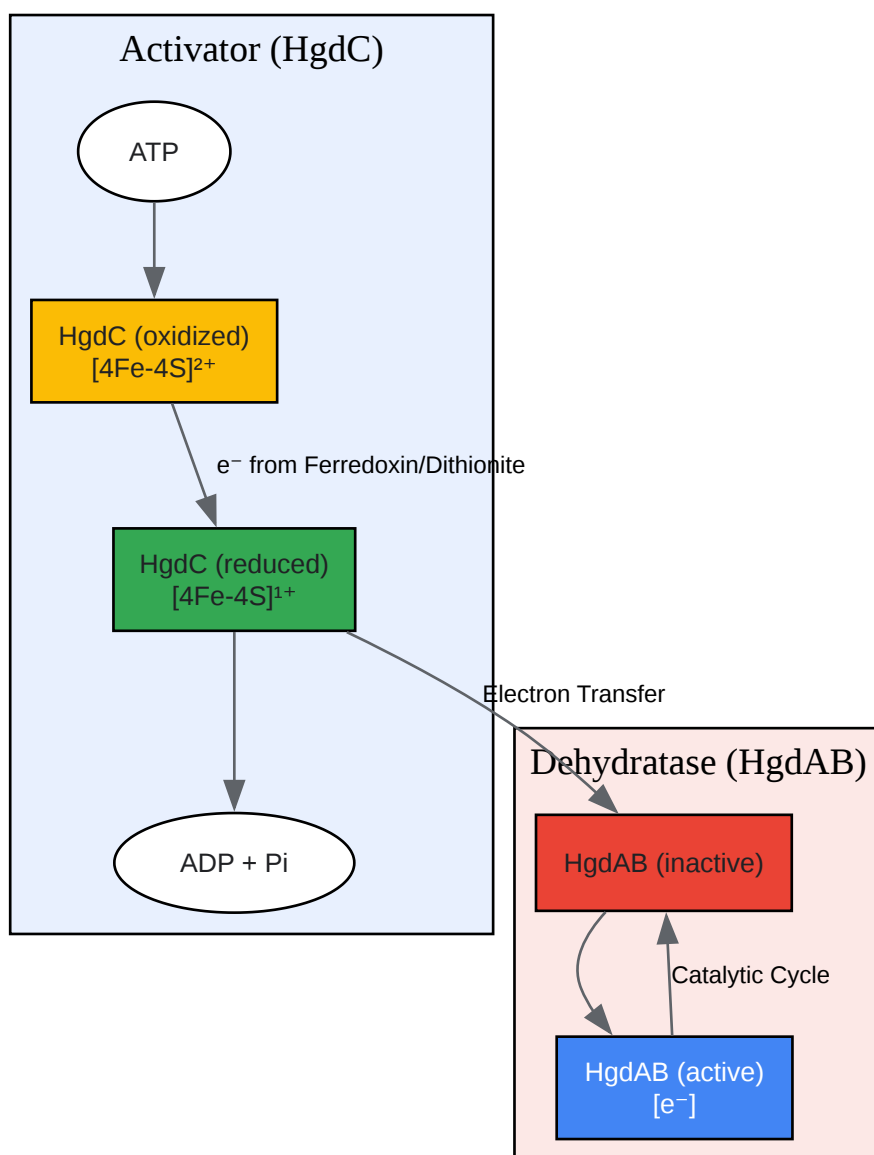 Activator (HgdC)
ATP
HgdC (oxidized)
[4Fe-4S]²⁺
e⁻ from Ferredoxin/Dithionite
HgdC (reduced)
[4Fe-4S]¹⁺
Electron Transfer
Dehydratase (HgdAB)
ADP + Pi
HgdAB (inactive)
Catalytic Cycle
HgdAB (active)
[e⁻]